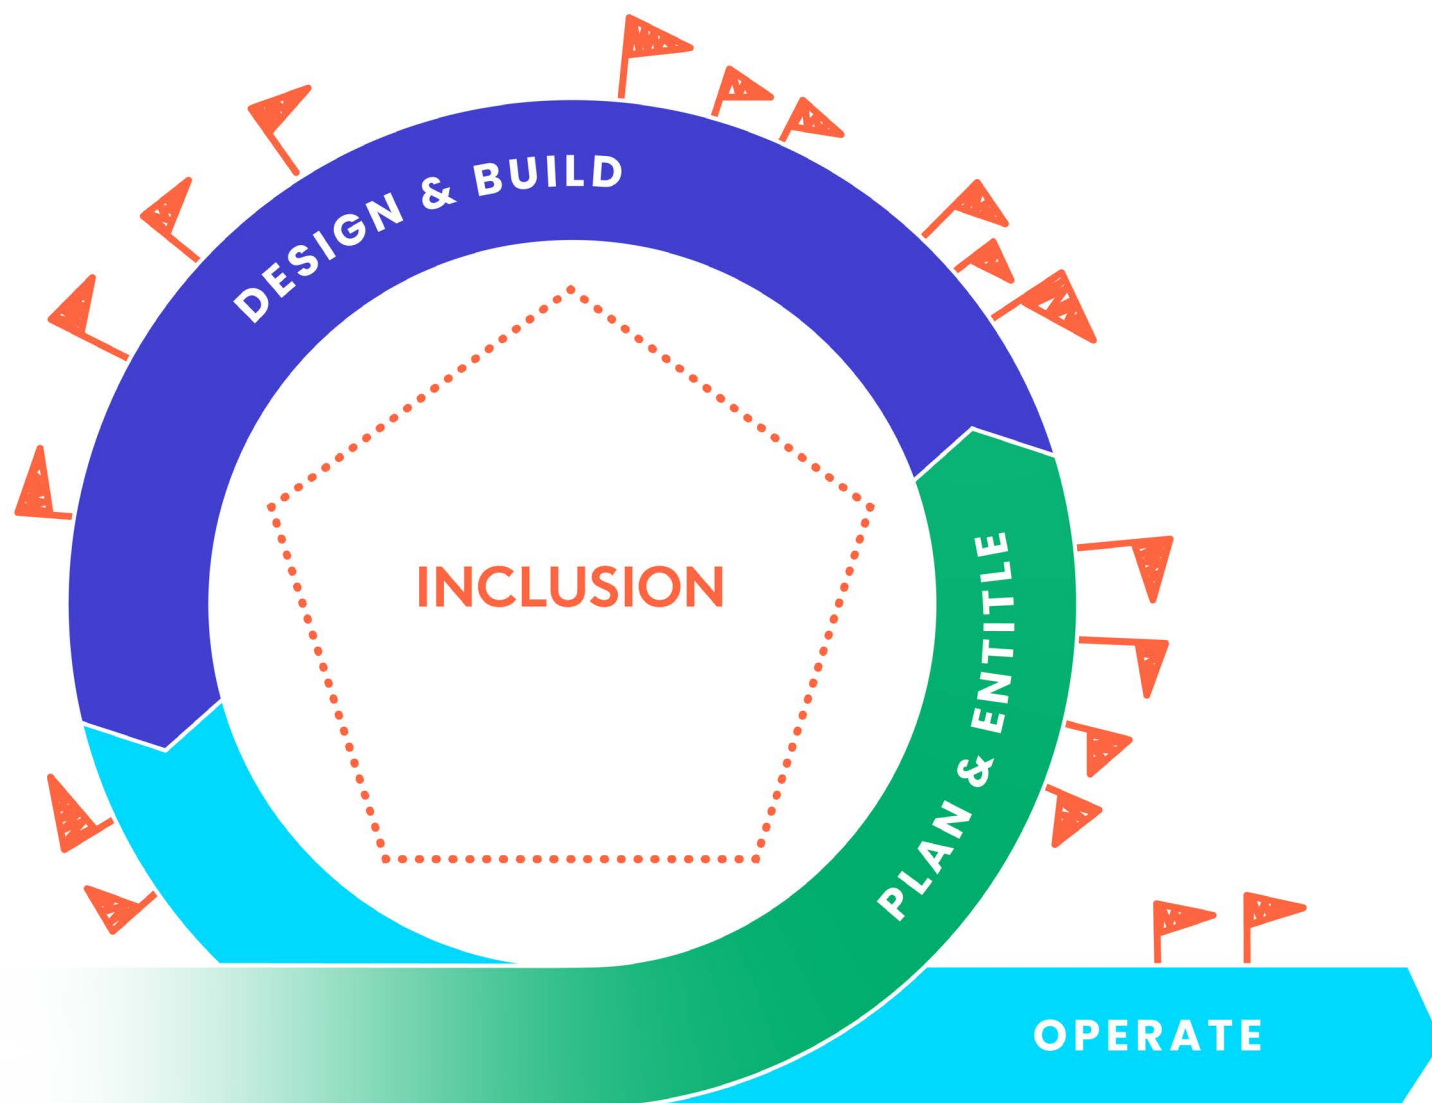 DESIGN & BUILD
INCLUSION
PLAN & ENTITLE
OPERATE